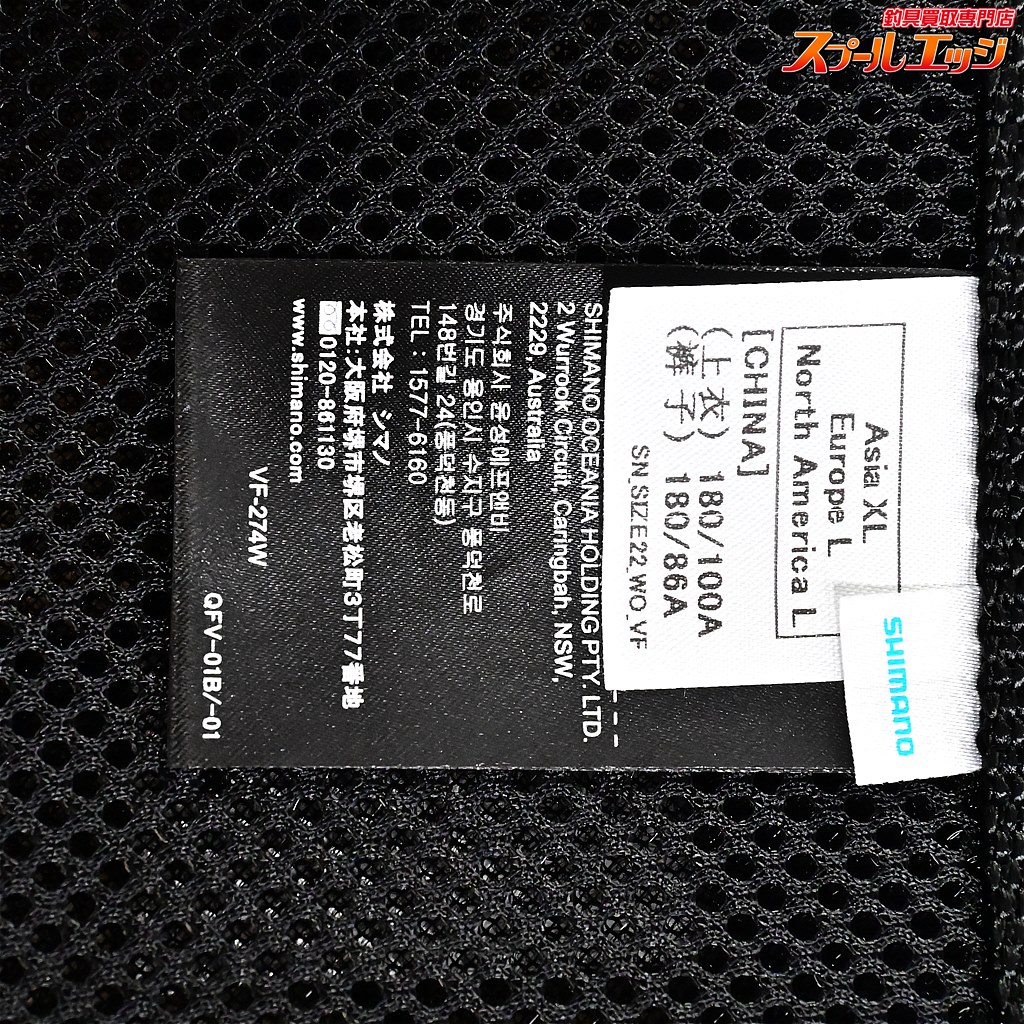 釣具買取専門店
スプールエッジ
Asia XL
Europe L
North America L
[CHINA]
(上衣) 180/100A
(裤子) 180/86A
SN_SIZE22_WO_VF
SHIMANO
SHIMANO OCEANIA HOLDING PTY. LTD.
2 Wurrook Circuit, Caringbah, NSW,
2229, Australia
주식회사 윤성이프앤비
경기도 용인시 수지구 풍덕천로
148번길 24(풍덕천동)
TEL : 1577-6160
株式会社 シマノ
本社:大阪府堺市堺区老松町3丁77番地
0120-861130
www.shimano.com
VF-274W
QFV-01B/-01